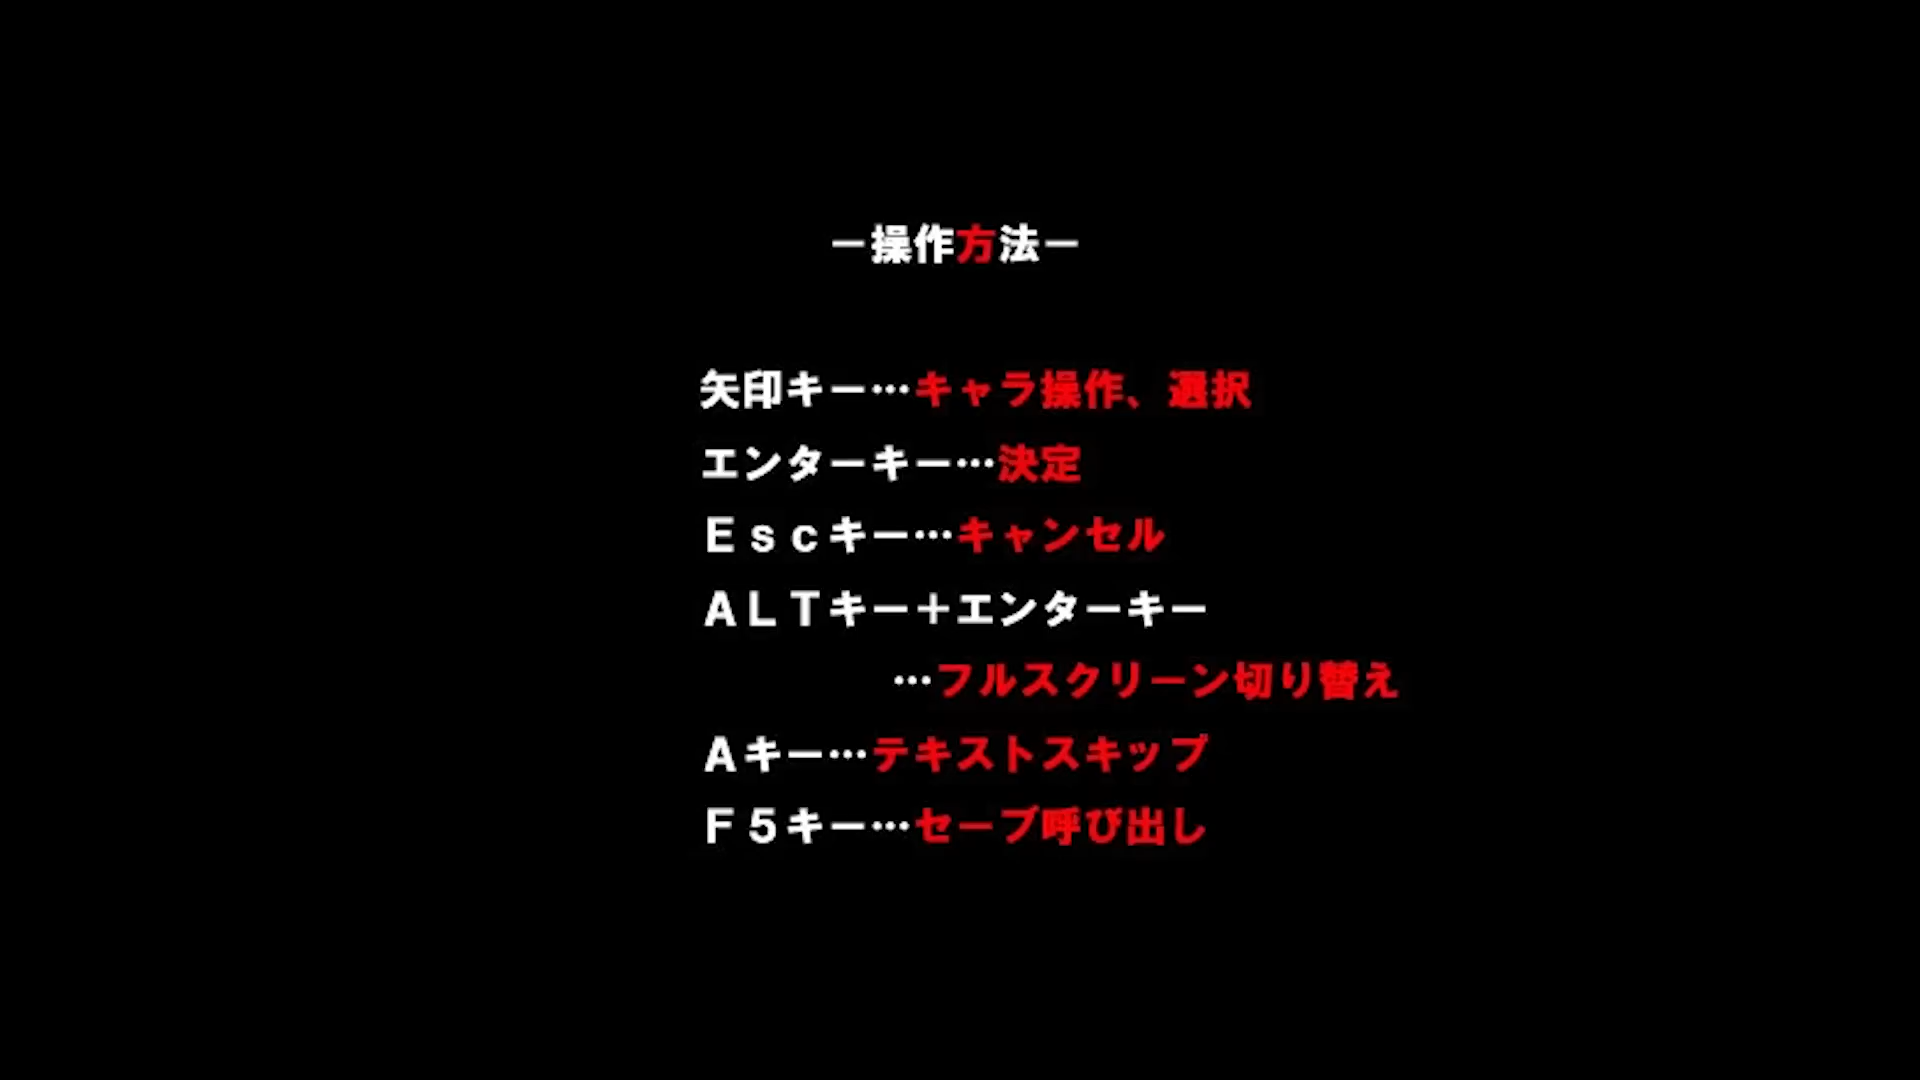 ー操作方法ー
矢印キー…キャラ操作、選択
エンターキー…決定
Ｅｓｃキー…キャンセル
ＡＬＴキー＋エンターキー
…フルスクリーン切り替え
Ａキー…テキストスキップ
Ｆ５キー…セーブ呼び出し